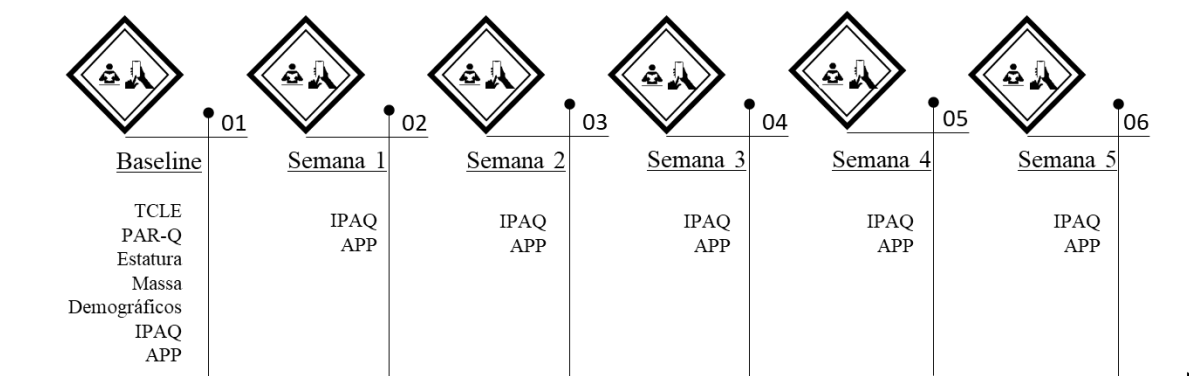 01
Baseline
TCLE
PAR-Q
Estatura
Massa
Demográficos
IPAQ
APP
02
Semana 1
IPAQ
APP
03
Semana 2
IPAQ
APP
04
Semana 3
IPAQ
APP
05
Semana 4
IPAQ
APP
06
Semana 5
IPAQ
APP